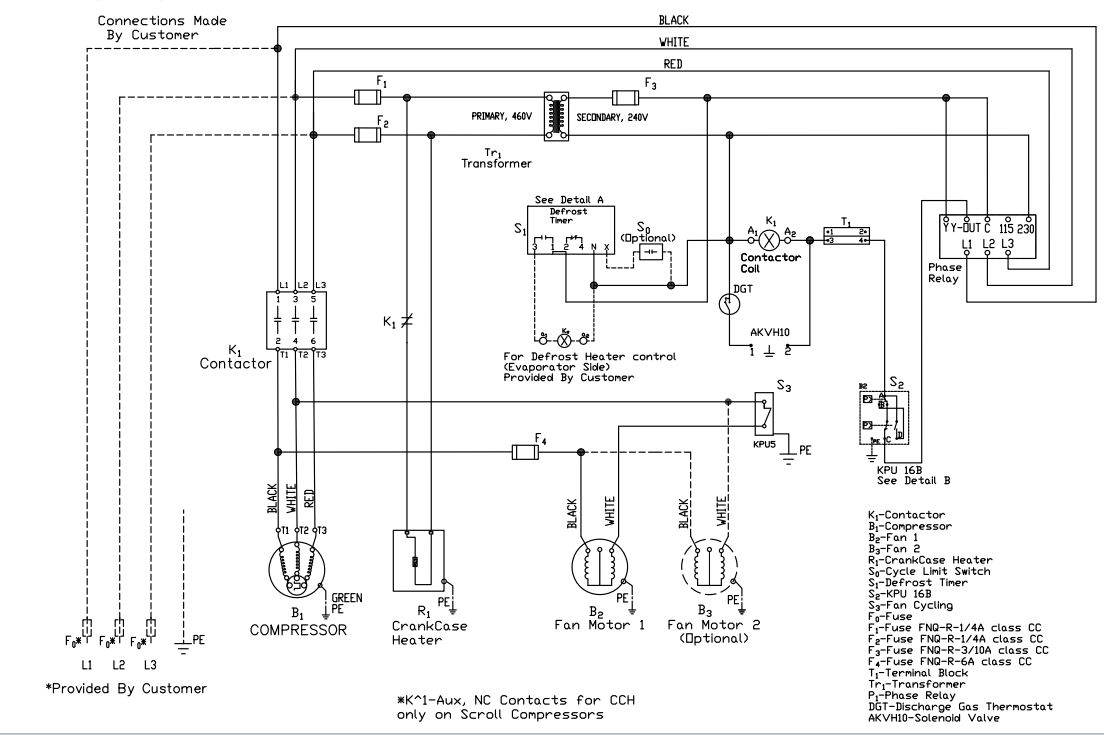 Connections Made
By Customer
BLACK
WHITE
RED
F1
F3
PRIMARY, 460V
SECONDARY, 240V
F2
Tr1
Transformer
See Detail A
Defrost
Timer
S1
3 1 2 4 N X
S0
(Optional)
K1
A1 A2
Contactor
Coil
T1
1 2
3 4
Y Y-OUT C 115 230
L1 L2 L3
Phase
Relay
DGT
AKVH10
1 2
L1 L2 L3
1 3 5
2 4 6
T1 T2 T3
K1
Contactor
K1
For Defrost Heater control
(Evaporator Side)
Provided By Customer
S3
KPU5
PE
B2
S2
P
A
B
P
D
PE
C
KPU 16B
See Detail B
F4
BLACK
WHITE
RED
T1 T2 T3
GREEN
PE
B1
COMPRESSOR
PE
R1
CrankCase
Heater
BLACK
WHITE
PE
B2
Fan Motor 1
BLACK
WHITE
PE
B3
Fan Motor 2
(Optional)
F0* F0* F0*
PE
L1 L2 L3
*Provided By Customer
*K^1-Aux, NC Contacts for CCH
only on Scroll Compressors
K1-Contactor
B1-Compressor
B2-Fan 1
B3-Fan 2
R1-CrankCase Heater
S0-Cycle Limit Switch
S1-Defrost Timer
S2-KPU 16B
S3-Fan Cycling
F0-Fuse
F1-Fuse FNQ-R-1/4A class CC
F2-Fuse FNQ-R-1/4A class CC
F3-Fuse FNQ-R-3/10A class CC
F4-Fuse FNQ-R-6A class CC
T1-Terminal Block
Tr1-Transformer
P1-Phase Relay
DGT-Discharge Gas Thermostat
AKVH10-Solenoid Valve